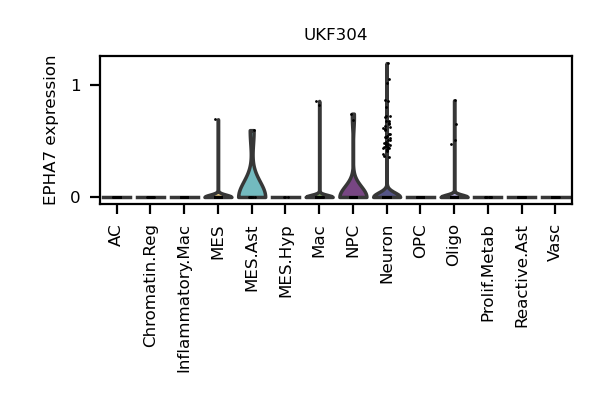 UKF304
EPHA7 expression
1
0
AC
Chromatin.Reg
Inflammatory.Mac
MES
MES.Ast
MES.Hyp
Mac
NPC
Neuron
OPC
Oligo
Prolif.Metab
Reactive.Ast
Vasc